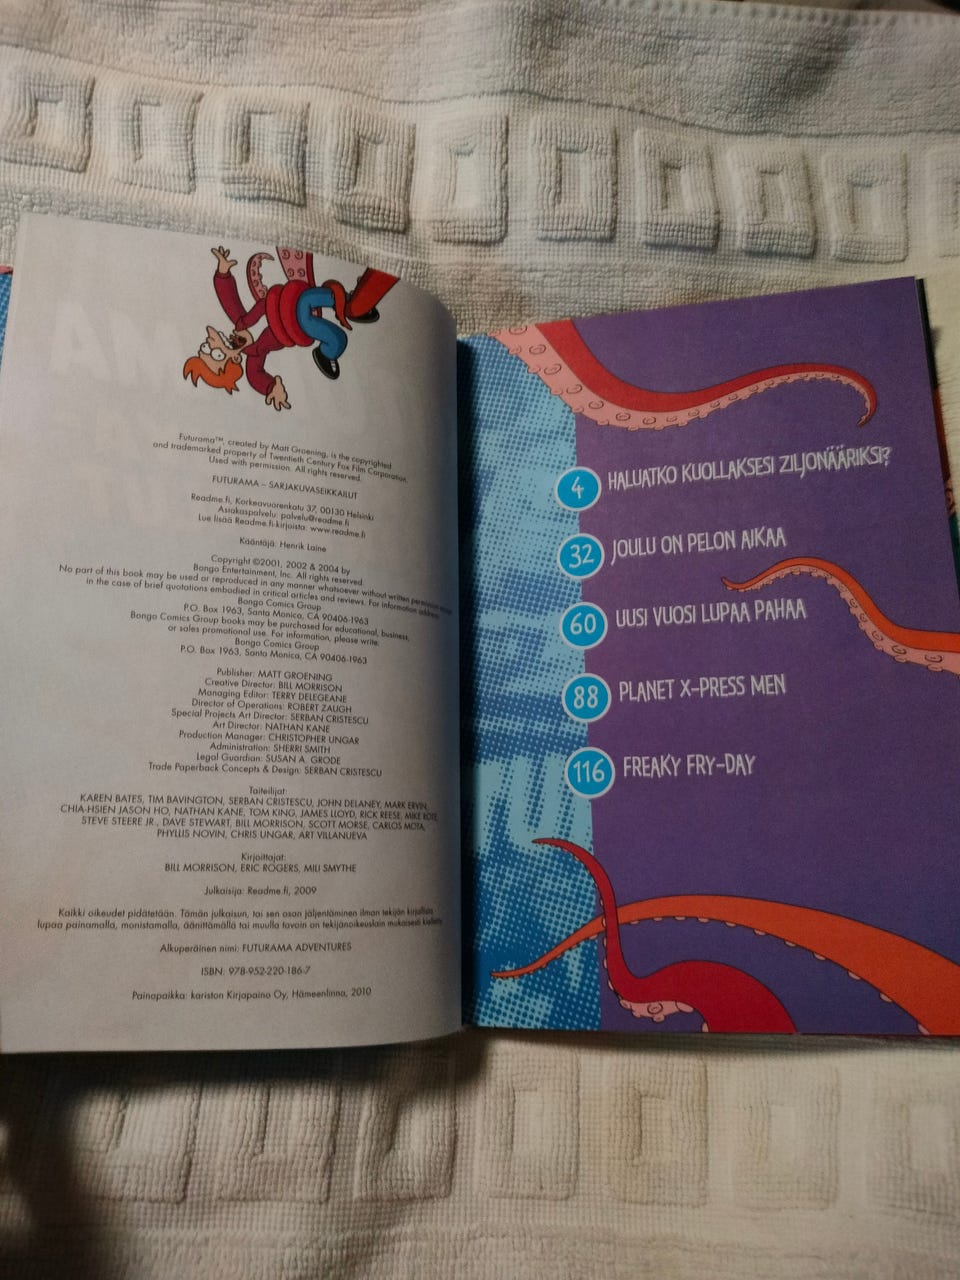 Futurama™, created by Matt Groening, is the copyrighted
and trademarked property of Twentieth Century Fox Film Corporation.
Used with permission. All rights reserved.
FUTURAMA – SARJAKUVASEIKKAILUT
Readme.fi, Korkeavuorenkatu 37, 00130 Helsinki
Asiakaspalvelu: palvelu@readme.fi
Lue lisää Readme.fi-kirjoista: www.readme.fi
Kääntäjä: Henrik Laine
Copyright ©2001, 2002 & 2004 by
Bongo Entertainment, Inc. All rights reserved.
No part of this book may be used or reproduced in any manner whatsoever without written permission
in the case of brief quotations embodied in critical articles and reviews. For information address
Bongo Comics Group
P.O. Box 1963, Santa Monica, CA 90406-1963
Bongo Comics Group books may be purchased for educational, business,
or sales promotional use. For information, please write:
Bongo Comics Group
P.O. Box 1963, Santa Monica, CA 90406-1963
Publisher: MATT GROENING
Creative Director: BILL MORRISON
Managing Editor: TERRY DELEGEANE
Director of Operations: ROBERT ZAUGH
Special Projects Art Director: SERBAN CRISTESCU
Art Director: NATHAN KANE
Production Manager: CHRISTOPHER UNGAR
Administration: SHERRI SMITH
Legal Guardian: SUSAN A. GRODE
Trade Paperback Concepts & Design: SERBAN CRISTESCU
Taiteilijat:
KAREN BATES, TIM BAVINGTON, SERBAN CRISTESCU, JOHN DELANEY, MARK ERVIN,
CHIA-HSIEN JASON HO, NATHAN KANE, TOM KING, JAMES LLOYD, RICK REESE, MIKE ROTE,
STEVE STEERE JR., DAVE STEWART, BILL MORRISON, SCOTT MORSE, CARLOS MOTA,
PHYLLIS NOVIN, CHRIS UNGAR, ART VILLANUEVA
Kirjoittajat:
BILL MORRISON, ERIC ROGERS, MILI SMYTHE
Julkaisija: Readme.fi, 2009
Kaikki oikeudet pidätetään. Tämän julkaisun, tai sen osan jäljentäminen ilman tekijän kirjallista
lupaa painamalla, monistamalla, äänittämällä tai muulla tavoin on tekijänoikeuslain mukaisesti kielletty.
Alkuperäinen nimi: FUTURAMA ADVENTURES
ISBN: 978-952-220-186-7
Painapaikka: kariston Kirjapaino Oy, Hämeenlinna, 2010
4 HALUATKO KUOLLAKSESI ZILJONÄÄRIKSI?
32 JOULU ON PELON AIKAA
60 UUSI VUOSI LUPAA PAHAA
88 PLANET X-PRESS MEN
116 FREAKY FRY-DAY